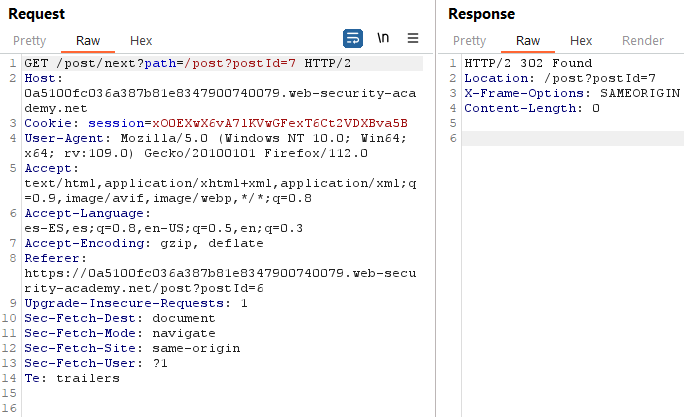 Request
Pretty Raw Hex \n
1 GET /post/next?path=/post?postId=7 HTTP/2
2 Host:
0a5100fc036a387b81e8347900740079.web-security-aca
demy.net
3 Cookie: session=xO0EXwX6vA7lKVwGFexT6Ct2VDXBva5B
4 User-Agent: Mozilla/5.0 (Windows NT 10.0; Win64;
x64; rv:109.0) Gecko/20100101 Firefox/112.0
5 Accept:
text/html,application/xhtml+xml,application/xml;q
=0.9,image/avif,image/webp,*/*;q=0.8
6 Accept-Language:
es-ES,es;q=0.8,en-US;q=0.5,en;q=0.3
7 Accept-Encoding: gzip, deflate
8 Referer:
https://0a5100fc036a387b81e8347900740079.web-secu
rity-academy.net/post?postId=6
9 Upgrade-Insecure-Requests: 1
10 Sec-Fetch-Dest: document
11 Sec-Fetch-Mode: navigate
12 Sec-Fetch-Site: same-origin
13 Sec-Fetch-User: ?1
14 Te: trailers
15
16
Response
Pretty Raw Hex Render
1 HTTP/2 302 Found
2 Location: /post?postId=7
3 X-Frame-Options: SAMEORIGIN
4 Content-Length: 0
5
6